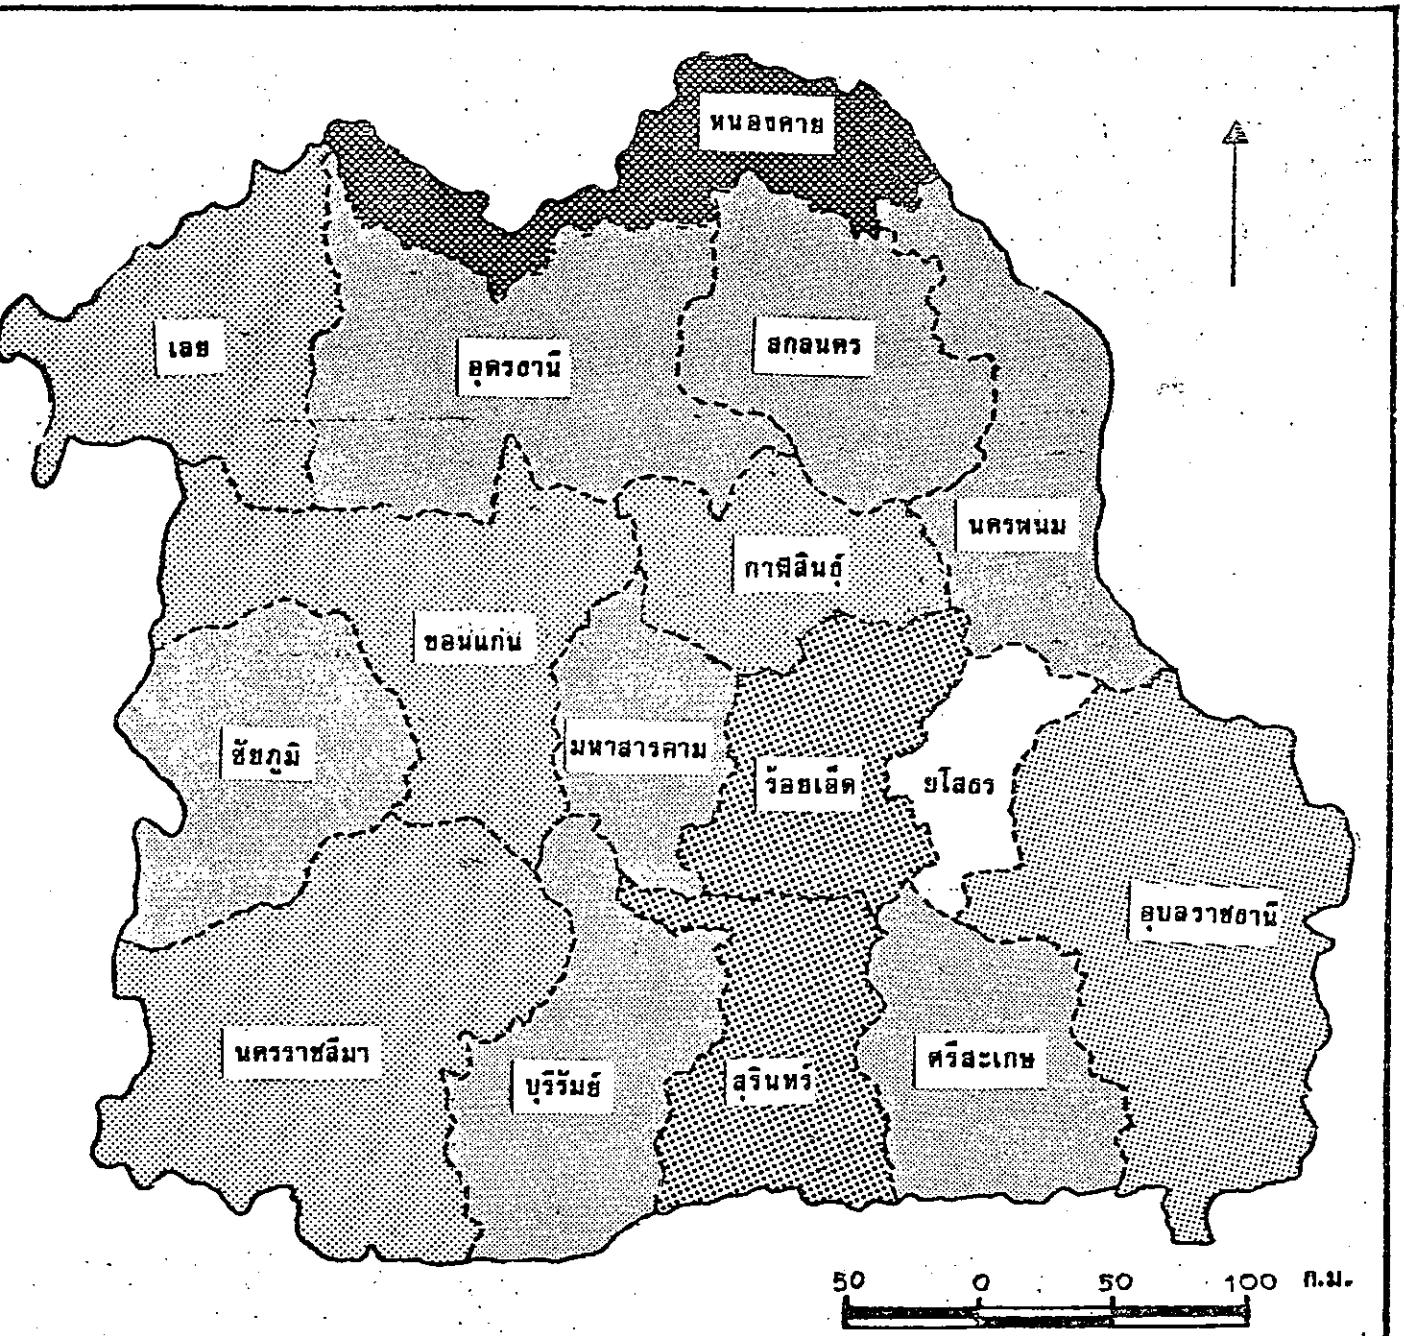 หนองคาย
เลย
อุดรธานี
สกลนคร
นครพนม
กาฬสินธุ์
ขอนแก่น
ชัยภูมิ
มหาสารคาม
ร้อยเอ็ด
ยโสธร
อุบลราชธานี
นครราชสีมา
บุรีรัมย์
สุรินทร์
ศรีสะเกษ
50 0 50 100 ก.ม.